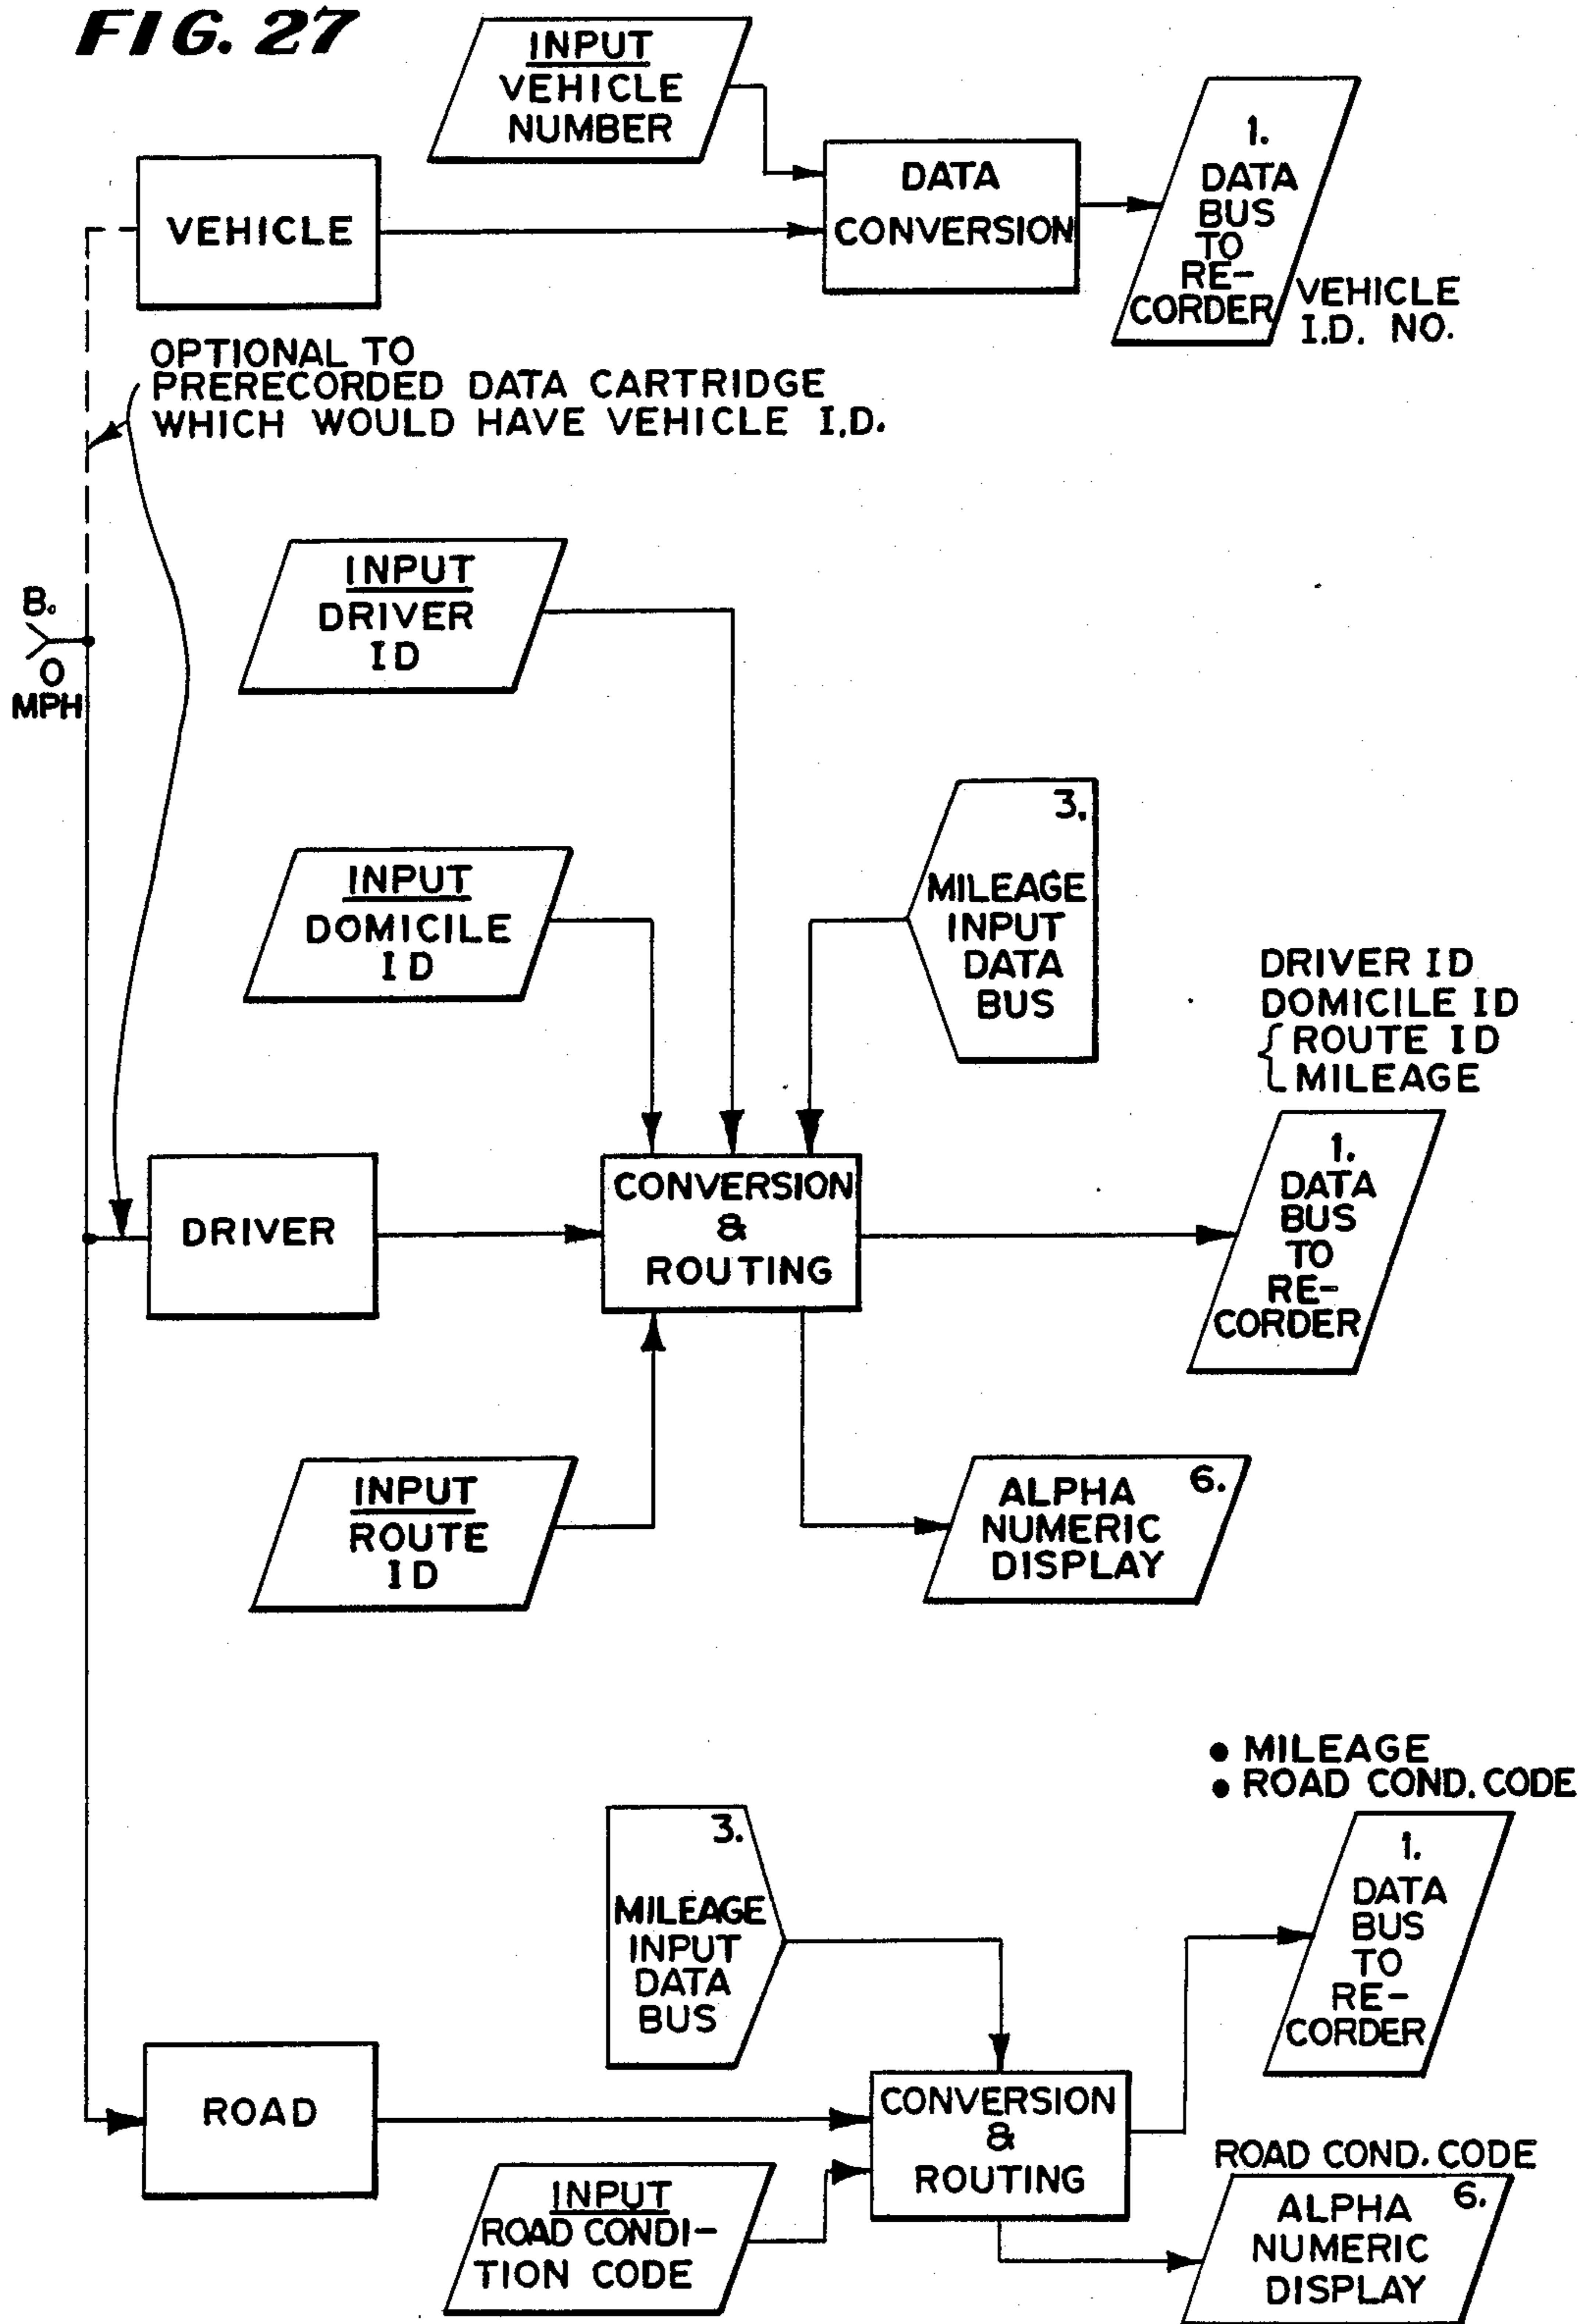 FIG. 27
INPUT
VEHICLE
NUMBER
VEHICLE
DATA
CONVERSION
1.
DATA
BUS
TO
RE-
CORDER
VEHICLE
I.D. NO.
OPTIONAL TO
PRERECORDED DATA CARTRIDGE
WHICH WOULD HAVE VEHICLE I.D.
B.
O
MPH
INPUT
DRIVER
ID
INPUT
DOMICILE
ID
3.
MILEAGE
INPUT
DATA
BUS
DRIVER ID
DOMICILE ID
{ ROUTE ID
MILEAGE
DRIVER
CONVERSION
&
ROUTING
1.
DATA
BUS
TO
RE-
CORDER
INPUT
ROUTE
ID
6.
ALPHA
NUMERIC
DISPLAY
• MILEAGE
• ROAD COND. CODE
3.
MILEAGE
INPUT
DATA
BUS
1.
DATA
BUS
TO
RE-
CORDER
ROAD
CONVERSION
&
ROUTING
INPUT
ROAD CONDI-
TION CODE
ROAD COND. CODE
6.
ALPHA
NUMERIC
DISPLAY